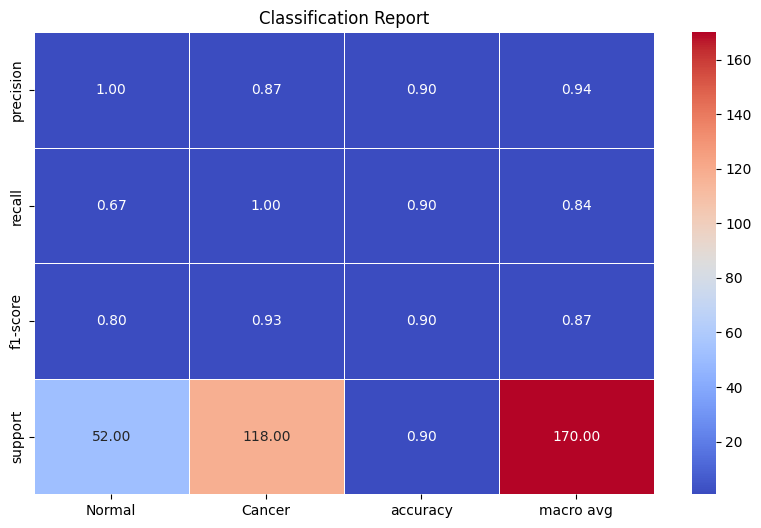 Classification Report
precision 1.00 0.87 0.90 0.94
recall 0.67 1.00 0.90 0.84
f1-score 0.80 0.93 0.90 0.87
support 52.00 118.00 0.90 170.00
Normal Cancer accuracy macro avg
160
140
120
100
80
60
40
20